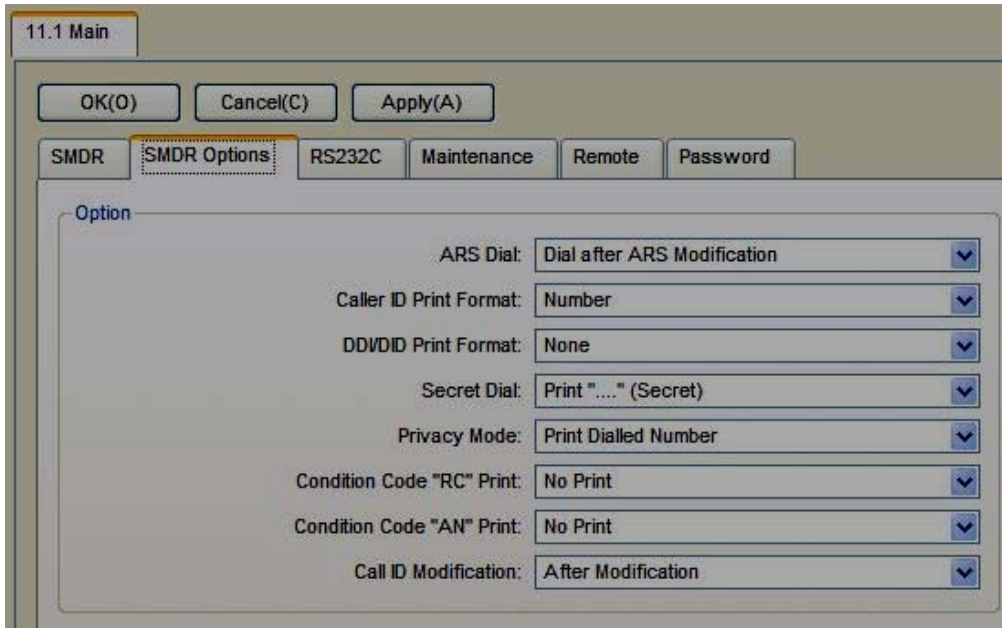 11.1 Main
OK(O) Cancel(C) Apply(A)
SMDR SMDR Options RS232C Maintenance Remote Password
Option
ARS Dial: Dial after ARS Modification
Caller ID Print Format: Number
DDI/DID Print Format: None
Secret Dial: Print "...." (Secret)
Privacy Mode: Print Dialled Number
Condition Code "RC" Print: No Print
Condition Code "AN" Print: No Print
Call ID Modification: After Modification